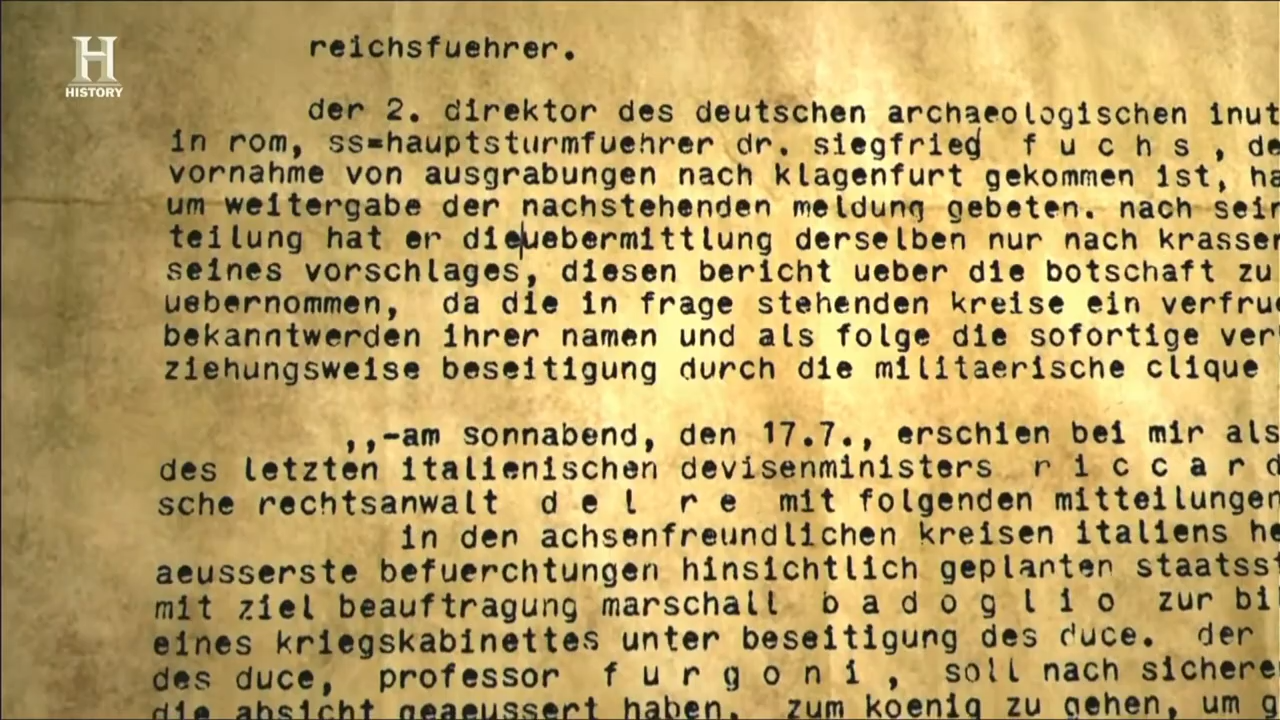 H
HISTORY
reichsfuehrer.
der 2. direktor des deutschen archaeologischen inut
in rom, ss=hauptsturmfuehrer dr. siegfried f u c h s , de
vornahme von ausgrabungen nach klagenfurt gekommen ist, ha
um weitergabe der nachstehenden meldung gebeten. nach sein
teilung hat er dieuebermittlung derselben nur nach krasser
seines vorschlages, diesen bericht ueber die botschaft zu
uebernommen, da die in frage stehenden kreise ein verfrue
bekanntwerden ihrer namen und als folge die sofortige ver
ziehungsweise beseitigung durch die militaerische clique
,,-am sonnabend, den 17.7., erschien bei mir als
des letzten italienischen devisenministers r i c c a r d
sche rechtsanwalt d e l r e mit folgenden mitteilungen
in den achsenfreundlichen kreisen italiens he
aeusserste befuerchtungen hinsichtlich geplanten staatsst
mit ziel beauftragung marschall b a d o g l i o zur bi
eines kriegskabinettes unter beseitigung des duce. der
des duce, professor f u r g o n i , soll nach sichere
die absicht geaeussert haben, zum koenig zu gehen, um g